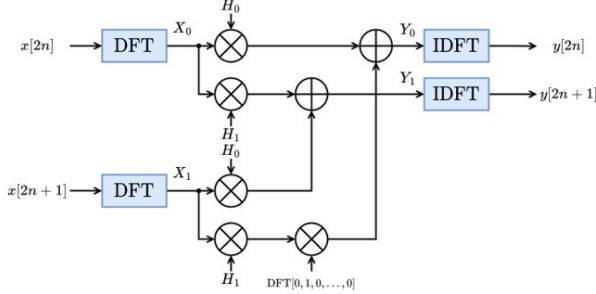 H₀
x[2n] DFT X₀ Y₀ IDFT y[2n]
Y₁ IDFT y[2n + 1]
H₁
H₀
x[2n + 1] DFT X₁
H₁ DFT[0, 1, 0, . . . , 0]